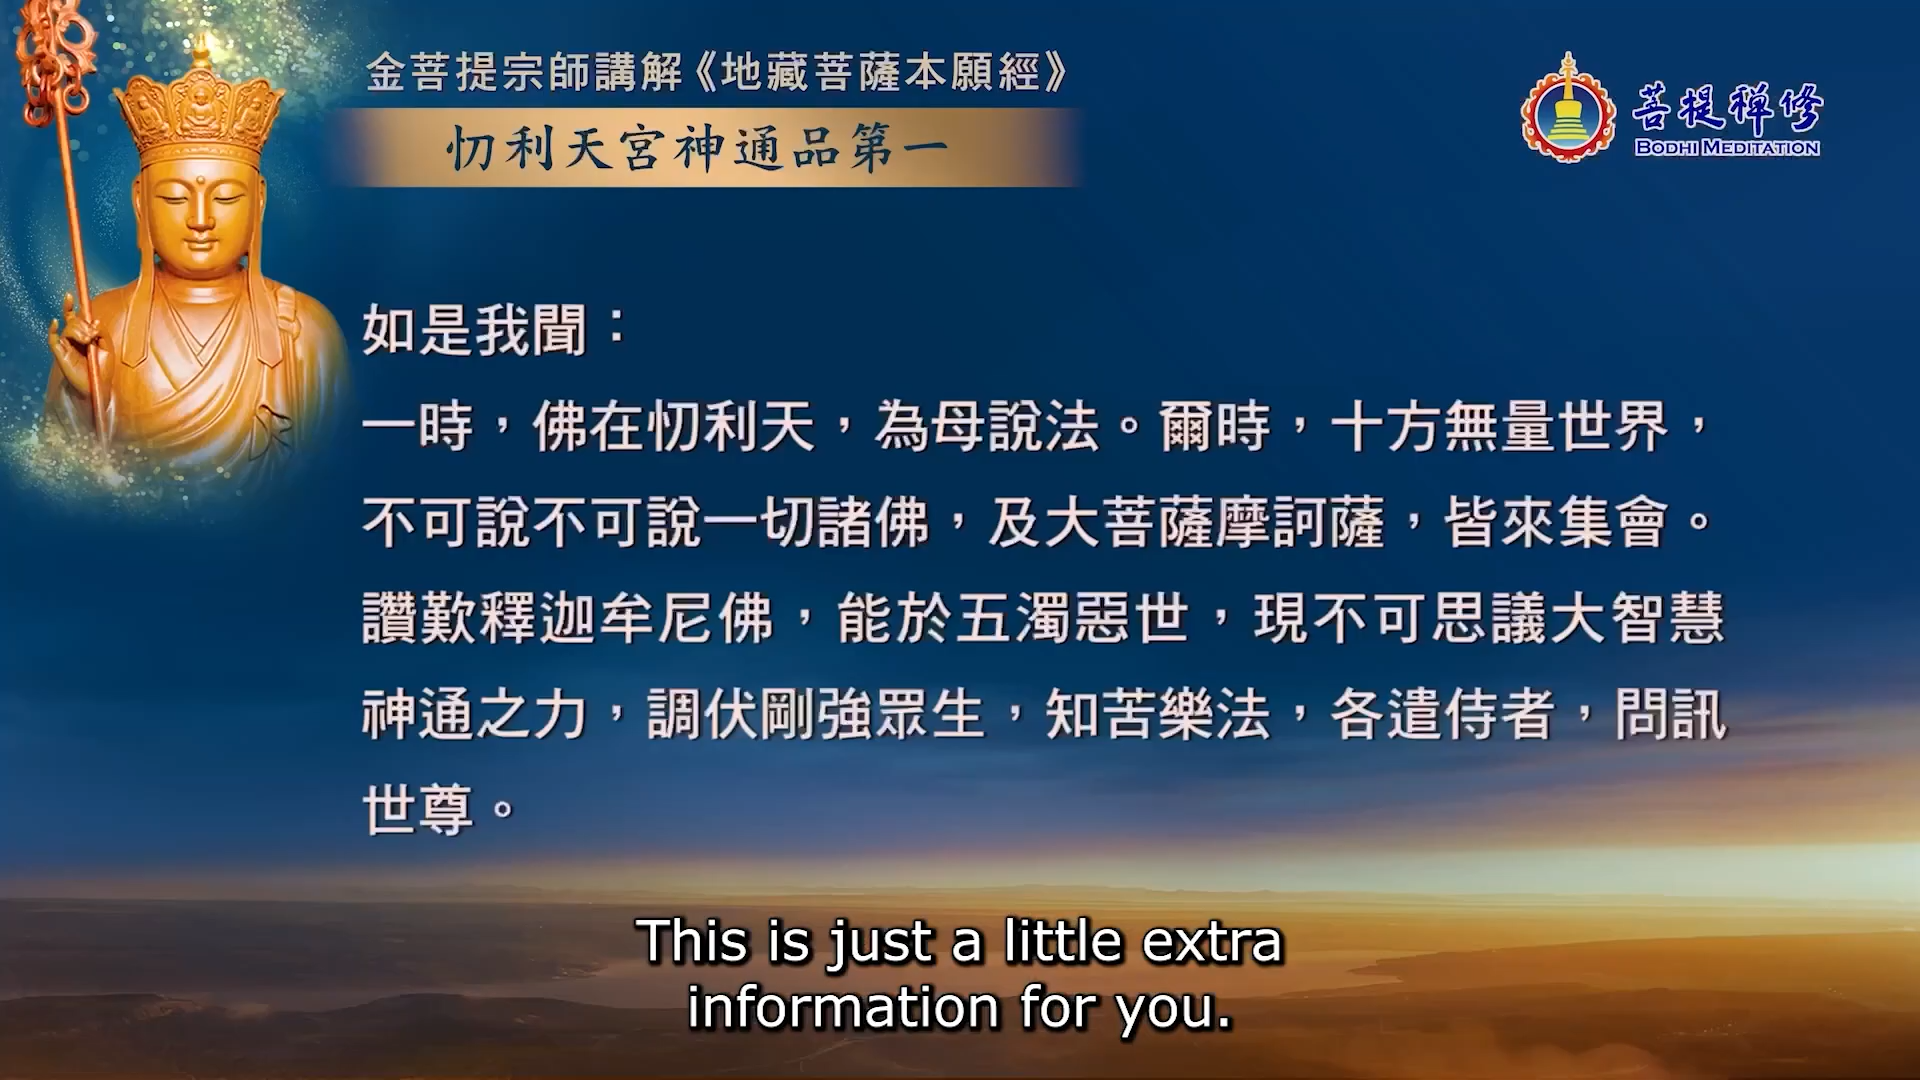 金菩提宗師講解《地藏菩薩本願經》
忉利天宮神通品第一
菩提禪修
BODHI MEDITATION
如是我聞：
一時，佛在忉利天，為母說法。爾時，十方無量世界，
不可說不可說一切諸佛，及大菩薩摩訶薩，皆來集會。
讚歎釋迦牟尼佛，能於五濁惡世，現不可思議大智慧
神通之力，調伏剛強眾生，知苦樂法，各遣侍者，問訊
世尊。
This is just a little extra
information for you.